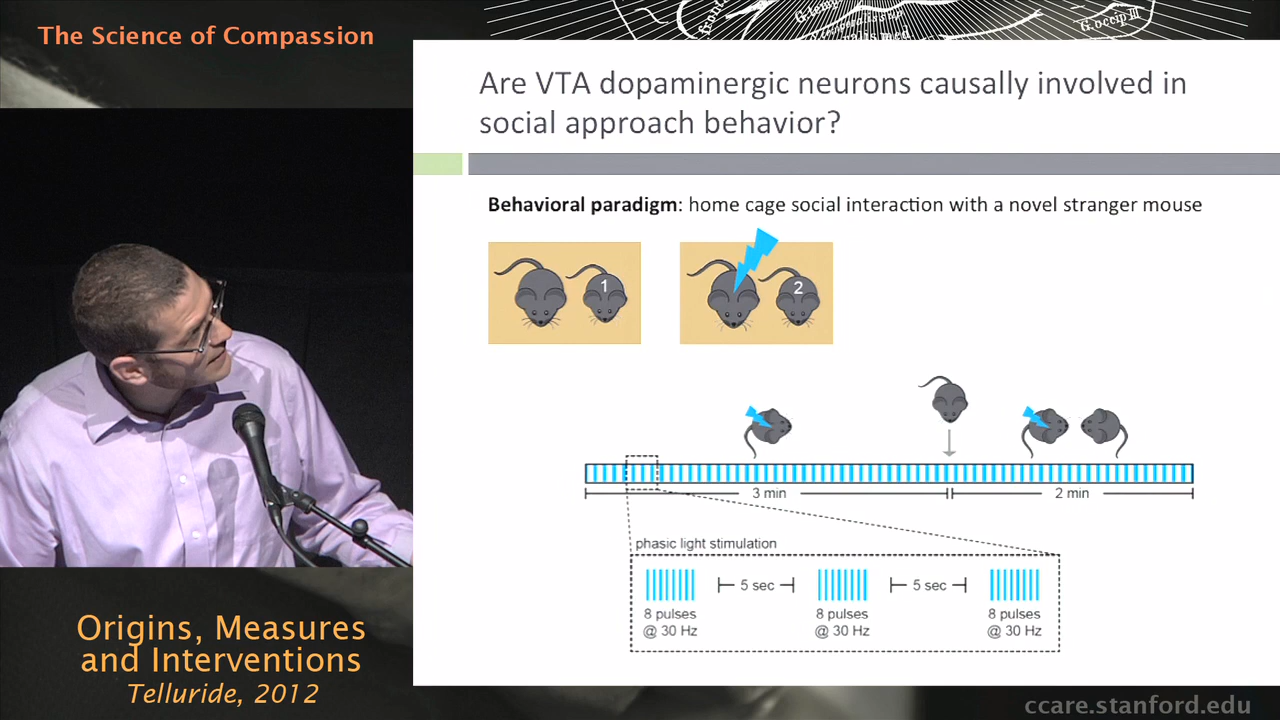 The Science of Compassion
G.occip III
Are VTA dopaminergic neurons causally involved in
social approach behavior?
Behavioral paradigm: home cage social interaction with a novel stranger mouse
1
2
3 min
2 min
phasic light stimulation
5 sec
5 sec
8 pulses
@ 30 Hz
8 pulses
@ 30 Hz
8 pulses
@ 30 Hz
Origins, Measures
and Interventions
Telluride, 2012
ccare.stanford.edu